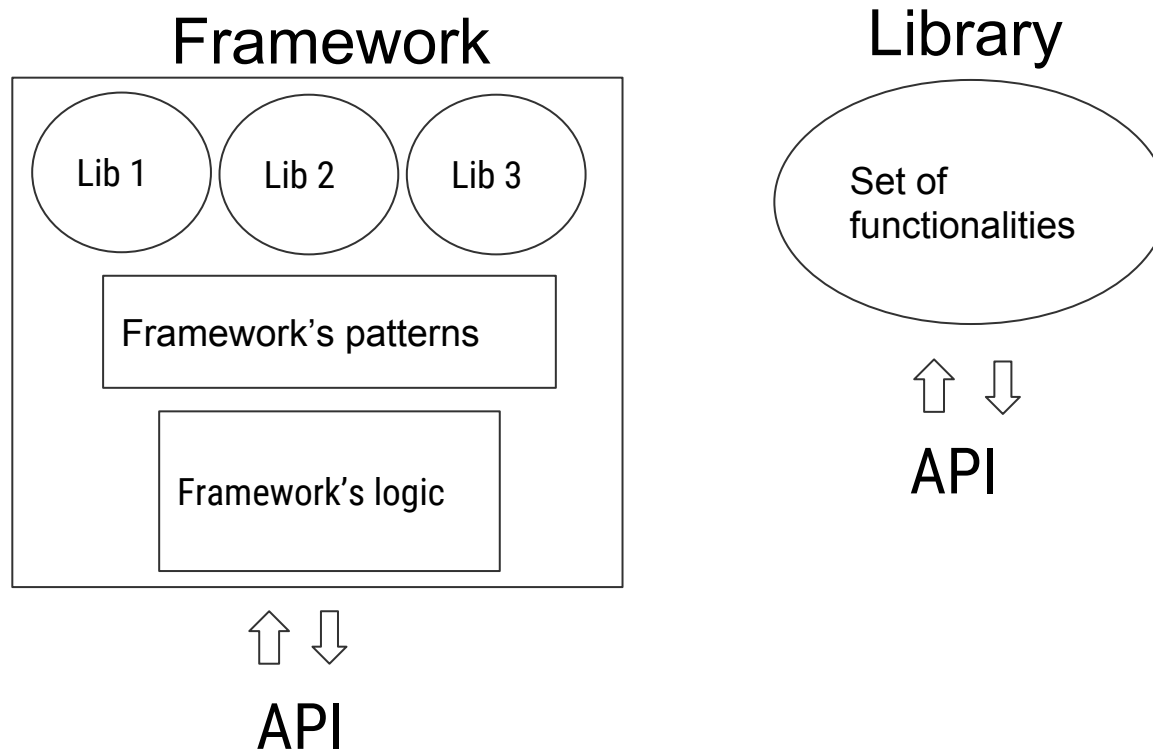 Framework
Lib 1
Lib 2
Lib 3
Framework’s patterns
Framework’s logic
API
Library
Set of
functionalities
API